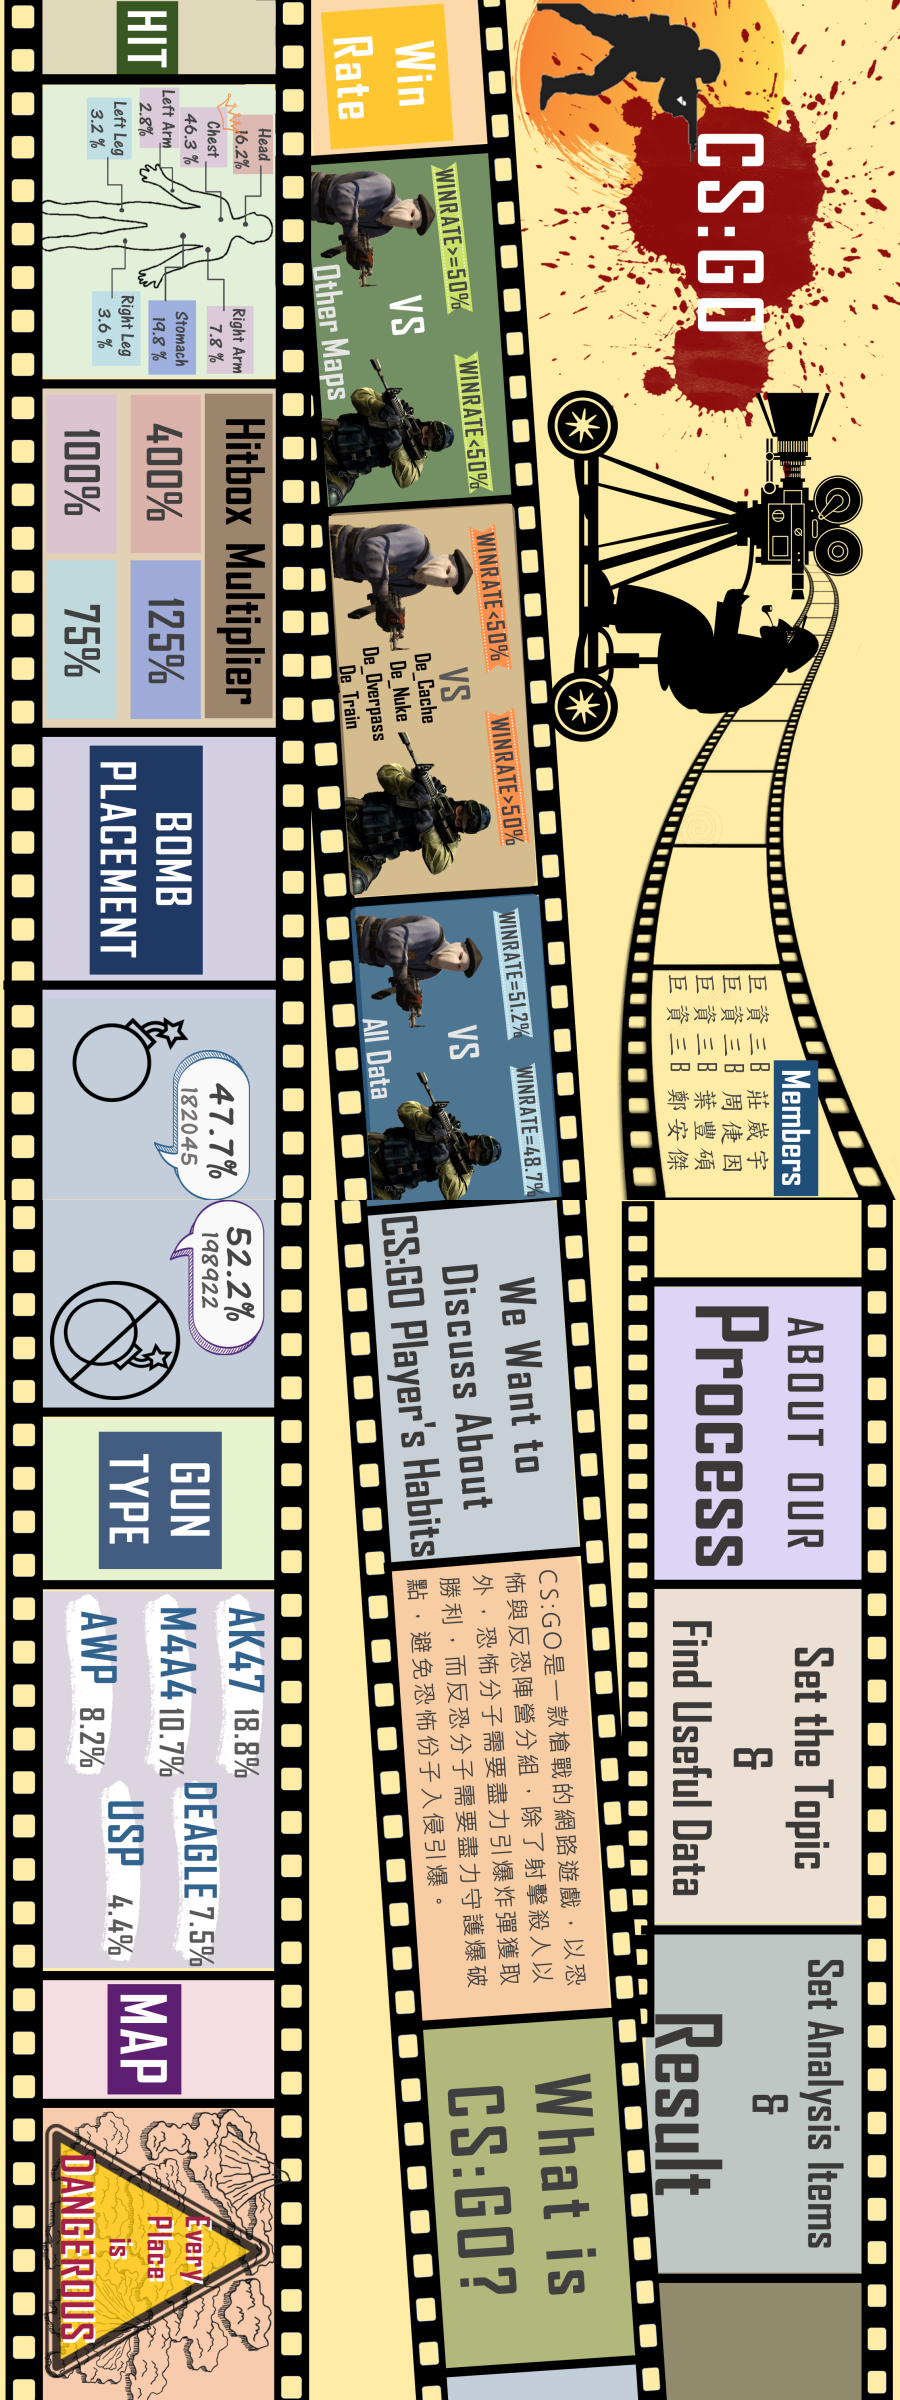 CS:GO
Members
巨資三B 莊崴宇
巨資三B 周倢因
巨資三B 葉豐碩
巨資三B 鄭安傑
ABOUT OUR
Process
Set the Topic
&
Find Useful Data
Set Analysis Items
&
Result
What is
CS:GO?
CS:GO是一款槍戰的網路遊戲，以恐
怖與反恐陣營分組，除了射擊殺人以
外，恐怖分子需要盡力引爆炸彈獲取
勝利，而反恐分子需要盡力守護爆破
點，避免恐怖份子入侵引爆。
We Want to
Discuss About
CS:GO Player's Habits
WINRATE=51.2%
WINRATE=48.7%
VS
All Data
WINRATE<50%
WINRATE>50%
VS
De_Cache
De_Nuke
De_Overpass
De_Train
WINRATE>=50%
WINRATE<50%
VS
Other Maps
Win
Rate
HIT
Head
16.2%
Chest
46.3 %
Left Arm
2.8%
Left Leg
3.2 %
Right Arm
7.8 %
Stomach
19.8 %
Right Leg
3.6 %
Hitbox Multiplier
400%
125%
100%
75%
BOMB
PLACEMENT
47.7%
182045
52.2%
198922
GUN
TYPE
AK47 18.8%
DEAGLE 7.5%
M4A4 10.7%
USP 4.4%
AWP 8.2%
MAP
Every
Place
is
DANGEROUS